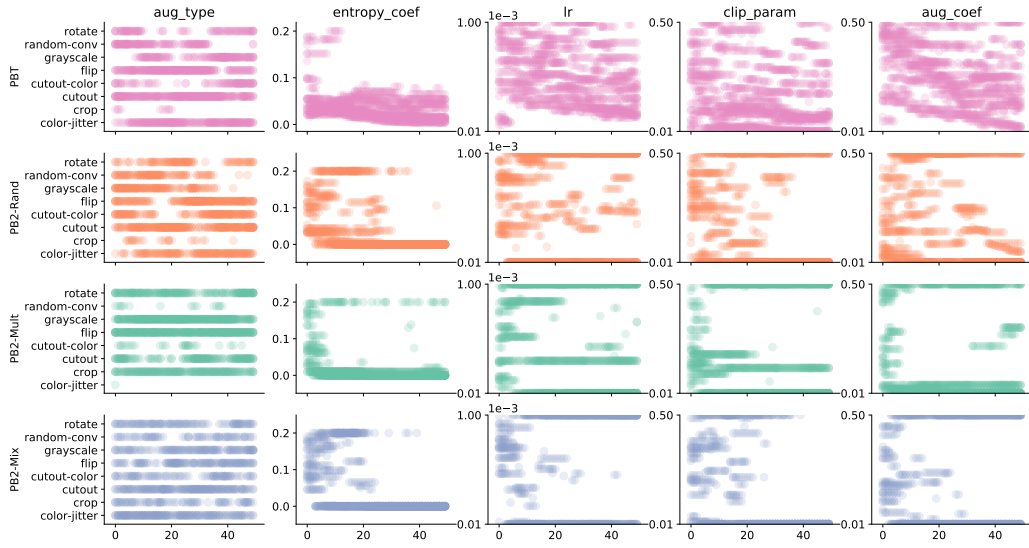 aug_type entropy_coef lr clip_param aug_coef
PBT
rotate
random-conv
grayscale
flip
cutout-color
cutout
crop
color-jitter
0.2
0.1
0.0
1e−3
1.00
0.01
0.50
0.01
0.50
0.01
0 20 40
PB2-Rand
rotate
random-conv
grayscale
flip
cutout-color
cutout
crop
color-jitter
0.2
0.1
0.0
1e−3
1.00
0.01
0.50
0.01
0.50
0.01
PB2-Mult
rotate
random-conv
grayscale
flip
cutout-color
cutout
crop
color-jitter
0.2
0.1
0.0
1e−3
1.00
0.01
0.50
0.01
0.50
0.01
PB2-Mix
rotate
random-conv
grayscale
flip
cutout-color
cutout
crop
color-jitter
0.2
0.1
0.0
1e−3
1.00
0.01
0.50
0.01
0.50
0.01
0 20 40 0 20 40 0 20 40 0 20 40 0 20 40